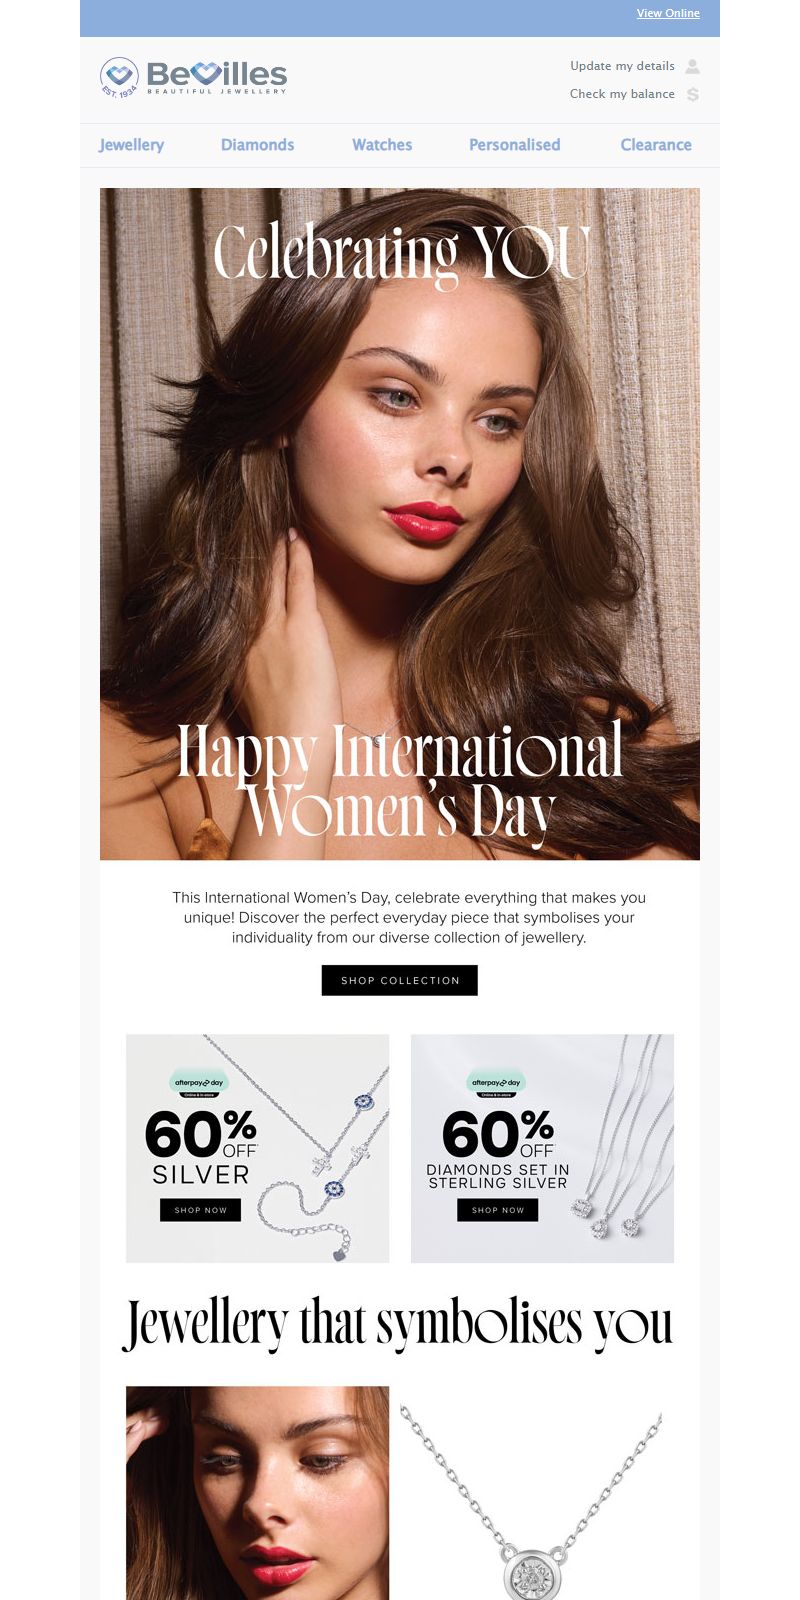 View Online
Bevilles
EST. 1934
BEAUTIFUL JEWELLERY
Update my details
Check my balance
$
Jewellery Diamonds Watches Personalised Clearance
Celebrating YOU
Happy International
Women's Day
This International Women's Day, celebrate everything that makes you
unique! Discover the perfect everyday piece that symbolises your
individuality from our diverse collection of jewellery.
SHOP COLLECTION
afterpay day
Online & in-store
60%
OFF*
SILVER
SHOP NOW
afterpay day
Online & in-store
60%
OFF*
DIAMONDS SET IN
STERLING SILVER
SHOP NOW
Jewellery that symbolises you